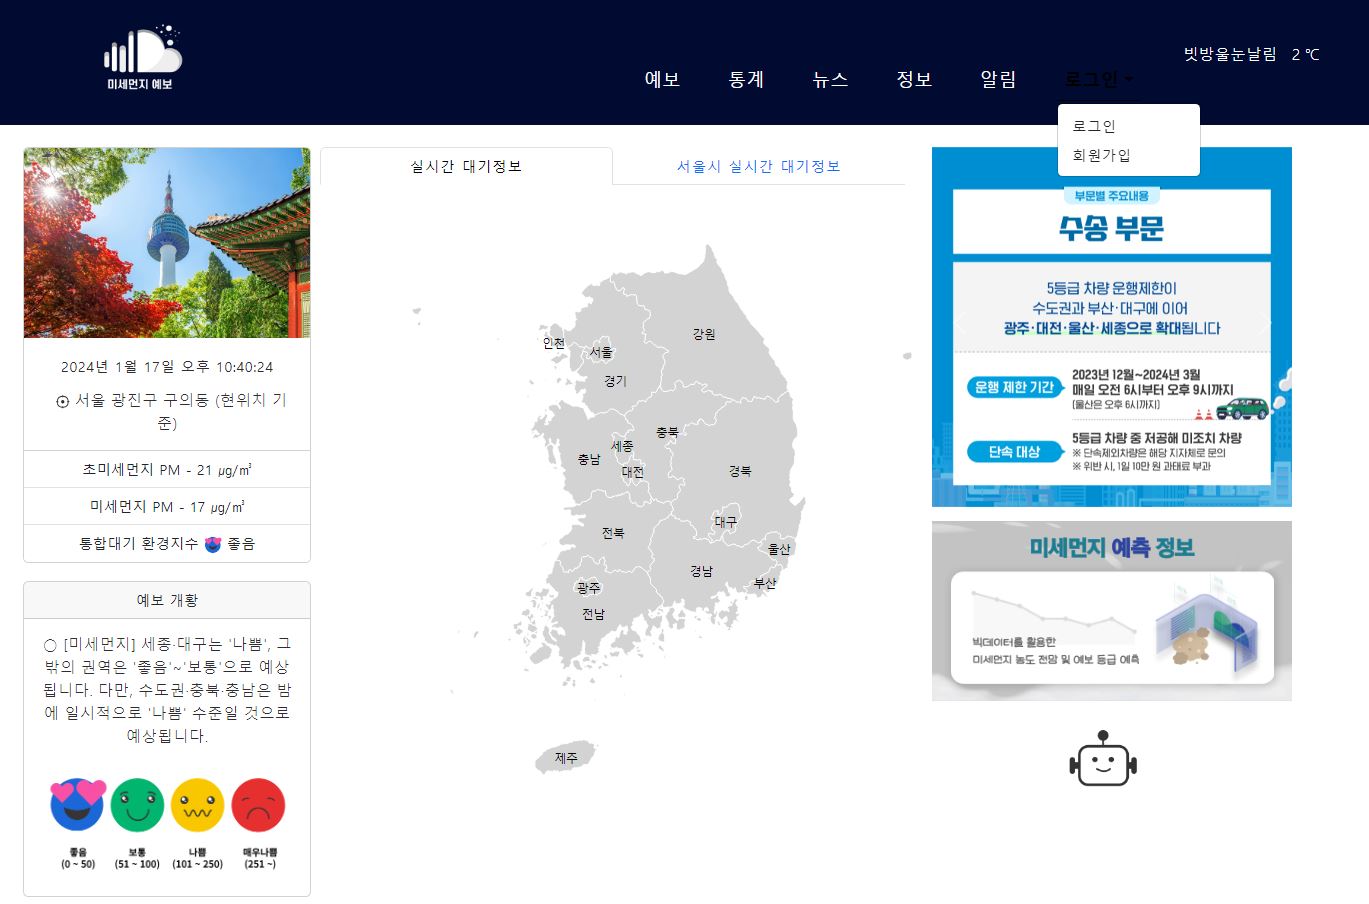 미세먼지 예보
예보 통계 뉴스 정보 알림 로그인
빗방울눈날림 2 ℃
로그인
회원가입
2024년 1월 17일 오후 10:40:24
서울 광진구 구의동 (현위치 기
준)
초미세먼지 PM - 21 ㎍/㎥
미세먼지 PM - 17 ㎍/㎥
통합대기 환경지수 좋음
예보 개황
○ [미세먼지] 세종·대구는 '나쁨', 그
밖의 권역은 '좋음'~'보통'으로 예상
됩니다. 다만, 수도권·충북·충남은 밤
에 일시적으로 '나쁨' 수준일 것으로
예상됩니다.
좋음 보통 나쁨 매우나쁨
(0 ~ 50) (51 ~ 100) (101 ~ 250) (251 ~)
실시간 대기정보 서울시 실시간 대기정보
강원
인천
서울
경기
충북
세종
충남
대전
경북
대구
전북
울산
경남
부산
광주
전남
제주
부문별 주요내용
수송 부문
5등급 차량 운행제한이
수도권과 부산·대구에 이어
광주·대전·울산·세종으로 확대됩니다
운행 제한 기간
2023년 12월~2024년 3월
매일 오전 6시부터 오후 9시까지
(울산은 오후 6시까지)
단속 대상
5등급 차량 중 저공해 미조치 차량
※ 단속제외차량은 해당 지자체로 문의
※ 위반 시, 1일 10만 원 과태료 부과
미세먼지 예측 정보
빅데이터를 활용한
미세먼지 농도 전망 및 예보 등급 예측